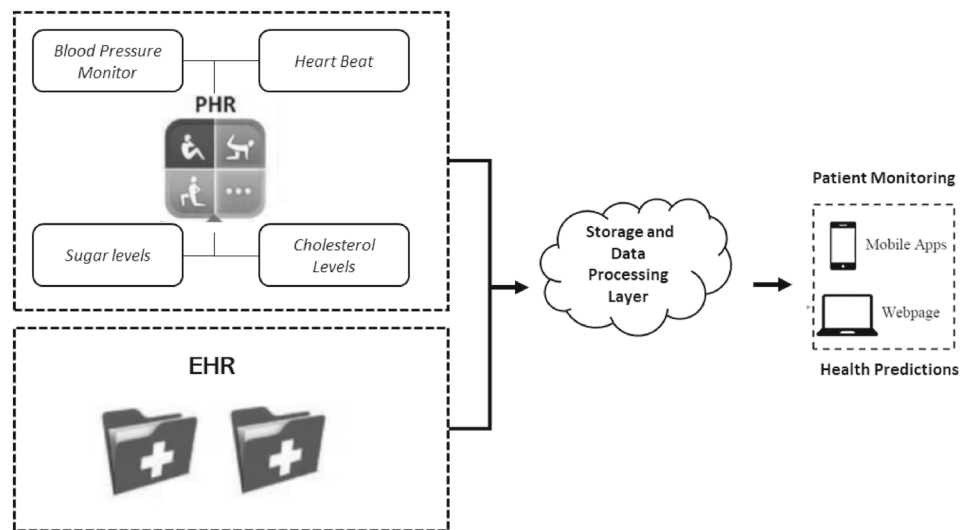 Blood Pressure
Monitor
Heart Beat
PHR
Sugar levels
Cholesterol
Levels
EHR
Storage and
Data
Processing
Layer
Patient Monitoring
Mobile Apps
Webpage
Health Predictions